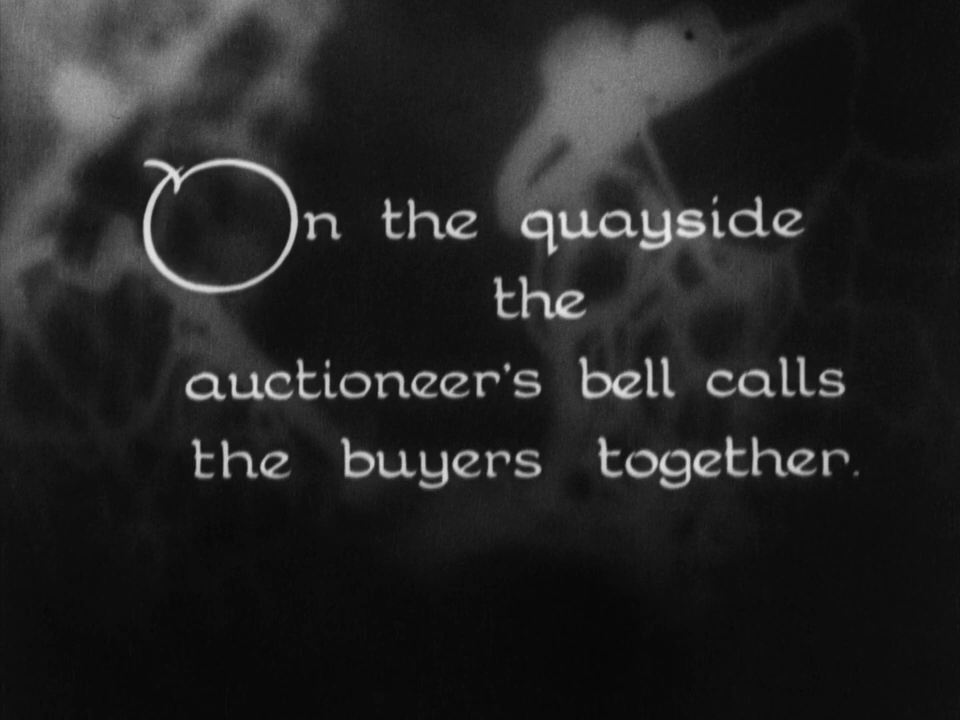 On the quayside
the
auctioneer's bell calls
the buyers together.